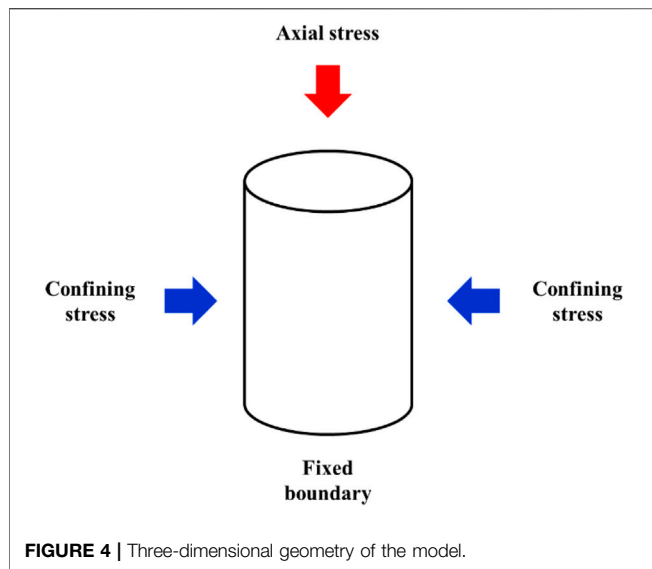 Axial stress
Confining
stress
Confining
stress
Fixed
boundary
FIGURE 4 | Three-dimensional geometry of the model.